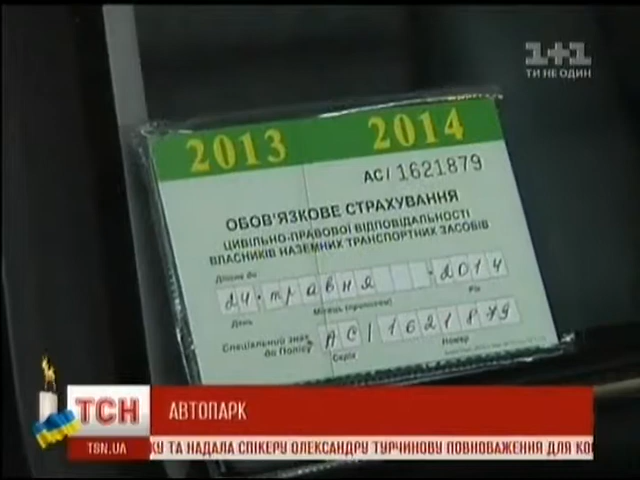 1+1
ТИ НЕ ОДИН
2013 2014
АС/ 1621879
ОБОВ'ЯЗКОВЕ СТРАХУВАННЯ
ЦИВІЛЬНО-ПРАВОВОЇ ВІДПОВІДАЛЬНОСТІ
ВЛАСНИКІВ НАЗЕМНИХ ТРАНСПОРТНИХ ЗАСОБІВ
Дійсне до
24 травня 2014
День Місяць (прописом) Рік
Спеціальний знак
до Полісу
АС/1621879
Серія Номер
ТСН
TSN.UA
АВТОПАРК
КУ ТА НАДАЛА СПІКЕРУ ОЛЕКСАНДРУ ТУРЧИНОВУ ПОВНОВАЖЕННЯ ДЛЯ КО